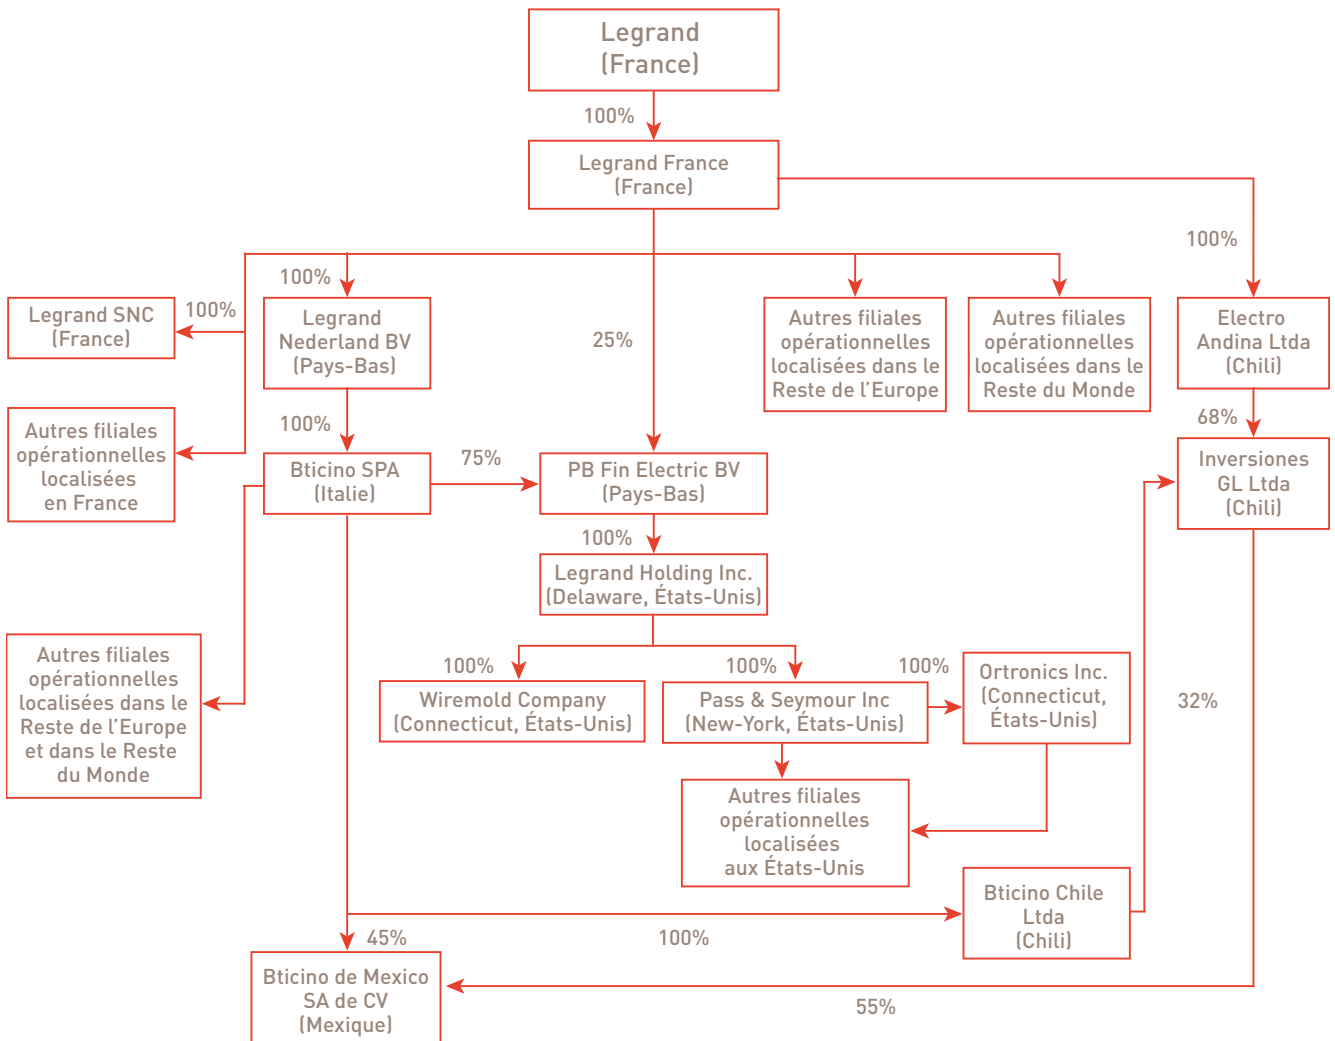 Legrand
(France)
100%
Legrand France
(France)
100%
100%
Legrand SNC
(France)
100%
Legrand
Nederland BV
(Pays-Bas)
25%
Autres filiales
opérationnelles
localisées dans le
Reste de l’Europe
Autres filiales
opérationnelles
localisées dans le
Reste du Monde
Electro
Andina Ltda
(Chili)
Autres filiales
opérationnelles
localisées
en France
100%
68%
Bticino SPA
(Italie)
75%
PB Fin Electric BV
(Pays-Bas)
Inversiones
GL Ltda
(Chili)
100%
Legrand Holding Inc.
(Delaware, États-Unis)
Autres filiales
opérationnelles
localisées dans le
Reste de l’Europe
et dans le Reste
du Monde
100%
Wiremold Company
(Connecticut, États-Unis)
100%
Pass & Seymour Inc
(New-York, États-Unis)
100%
Ortronics Inc.
(Connecticut,
États-Unis)
32%
Autres filiales
opérationnelles
localisées
aux États-Unis
Bticino Chile
Ltda
(Chili)
45%
100%
Bticino de Mexico
SA de CV
(Mexique)
55%